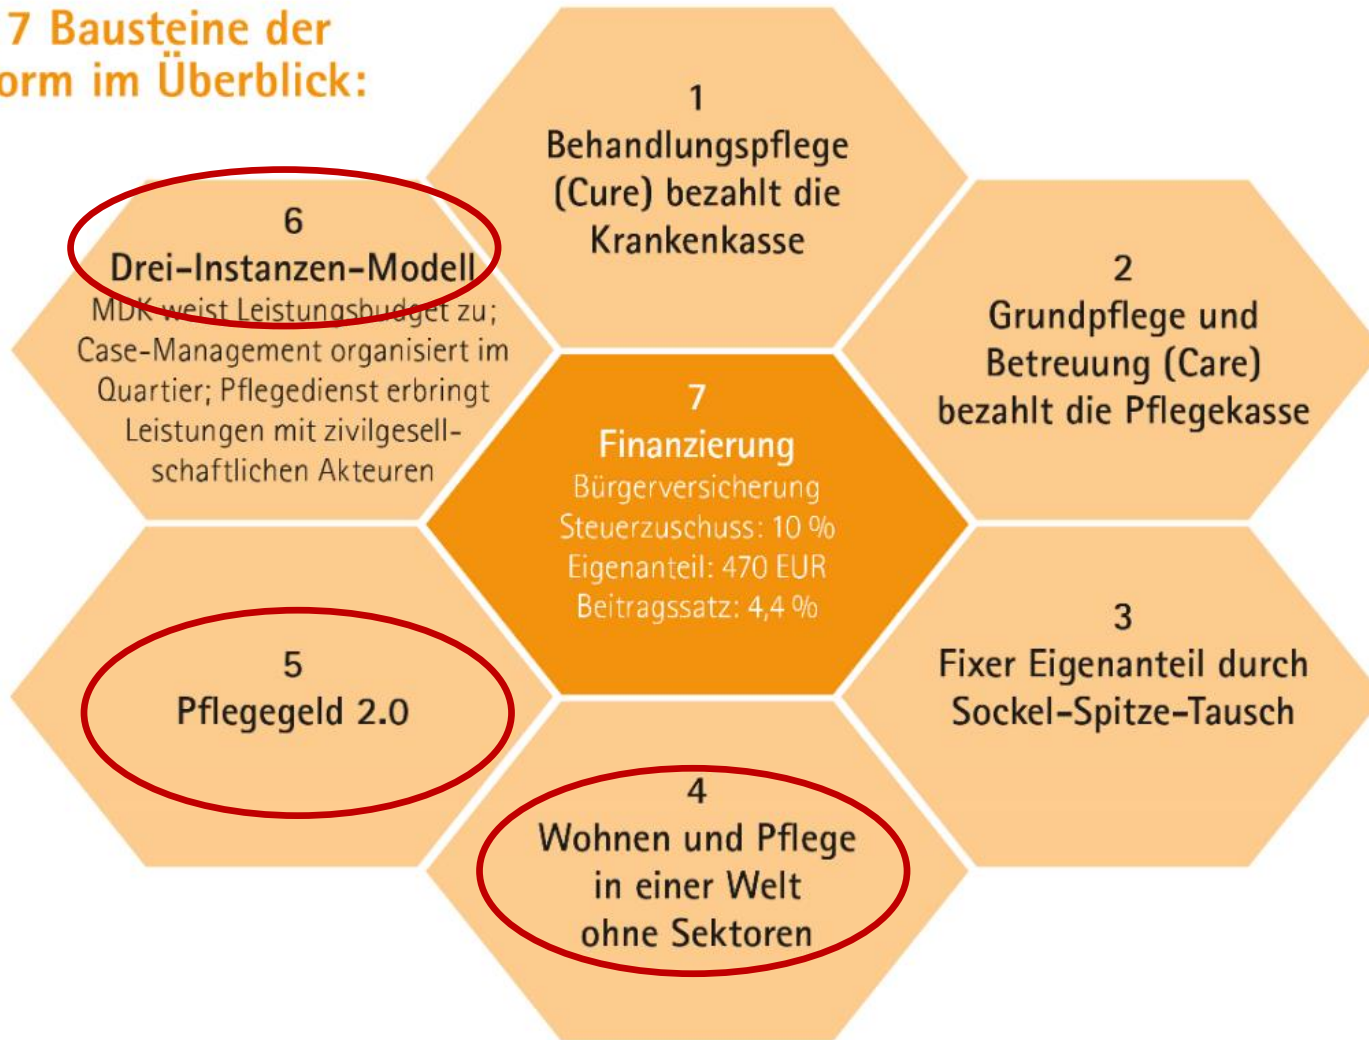 7 Bausteine der
orm im Überblick:
1
Behandlungspflege
(Cure) bezahlt die
Krankenkasse
2
Grundpflege und
Betreuung (Care)
bezahlt die Pflegekasse
3
Fixer Eigenanteil durch
Sockel-Spitze-Tausch
4
Wohnen und Pflege
in einer Welt
ohne Sektoren
5
Pflegegeld 2.0
6
Drei-Instanzen-Modell
MDK weist Leistungsbudget zu;
Case-Management organisiert im
Quartier; Pflegedienst erbringt
Leistungen mit zivilgesell-
schaftlichen Akteuren
7
Finanzierung
Bürgerversicherung
Steuerzuschuss: 10 %
Eigenanteil: 470 EUR
Beitragssatz: 4,4 %